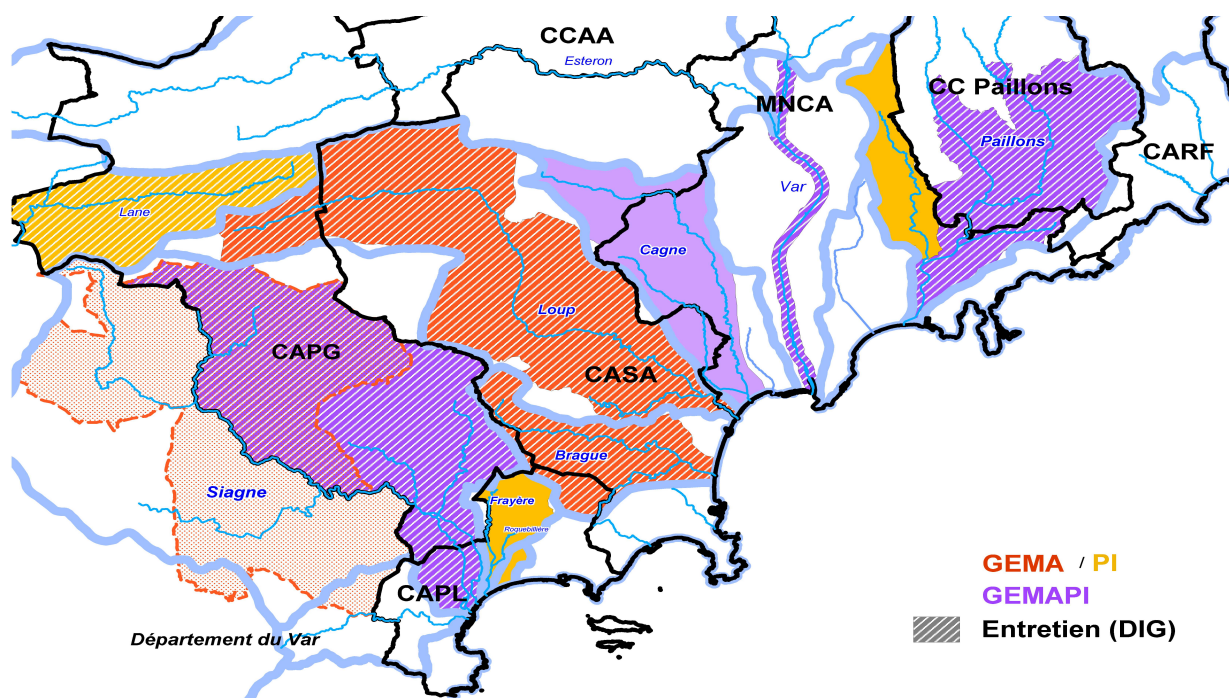 CCAA
Esteron
MNCA
CC Paillons
Paillons
CARF
Lane
Var
Cagne
Loup
CAPG
CASA
Brague
Siagne
Frayère
Roquebillière
CAPL
Département du Var
GEMA / PI
GEMAPI
Entretien (DIG)